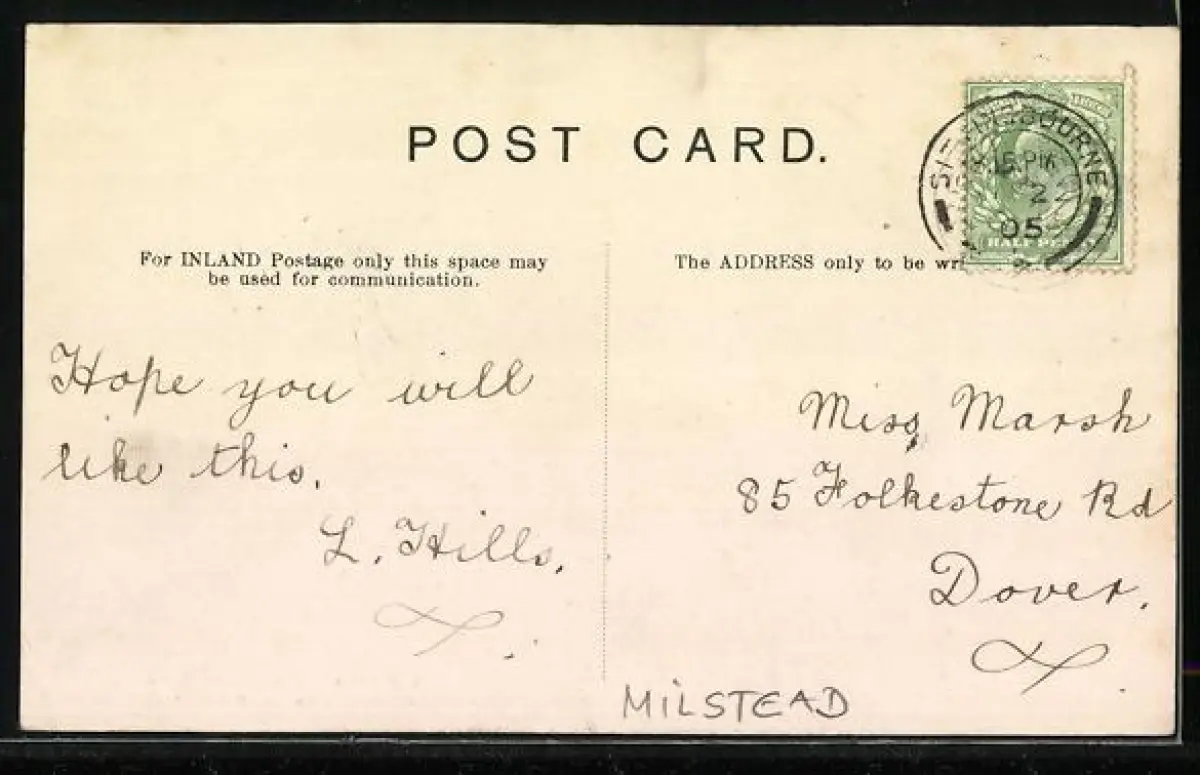 POST CARD.
SITTINGBOURNE
05
HALF PENNY
For INLAND Postage only this space may
be used for communication.
The ADDRESS only to be wri
Hope you will
like this.
L. Hills.
Miss Marsh
85 Folkestone Rd
Dover.
MILSTEAD